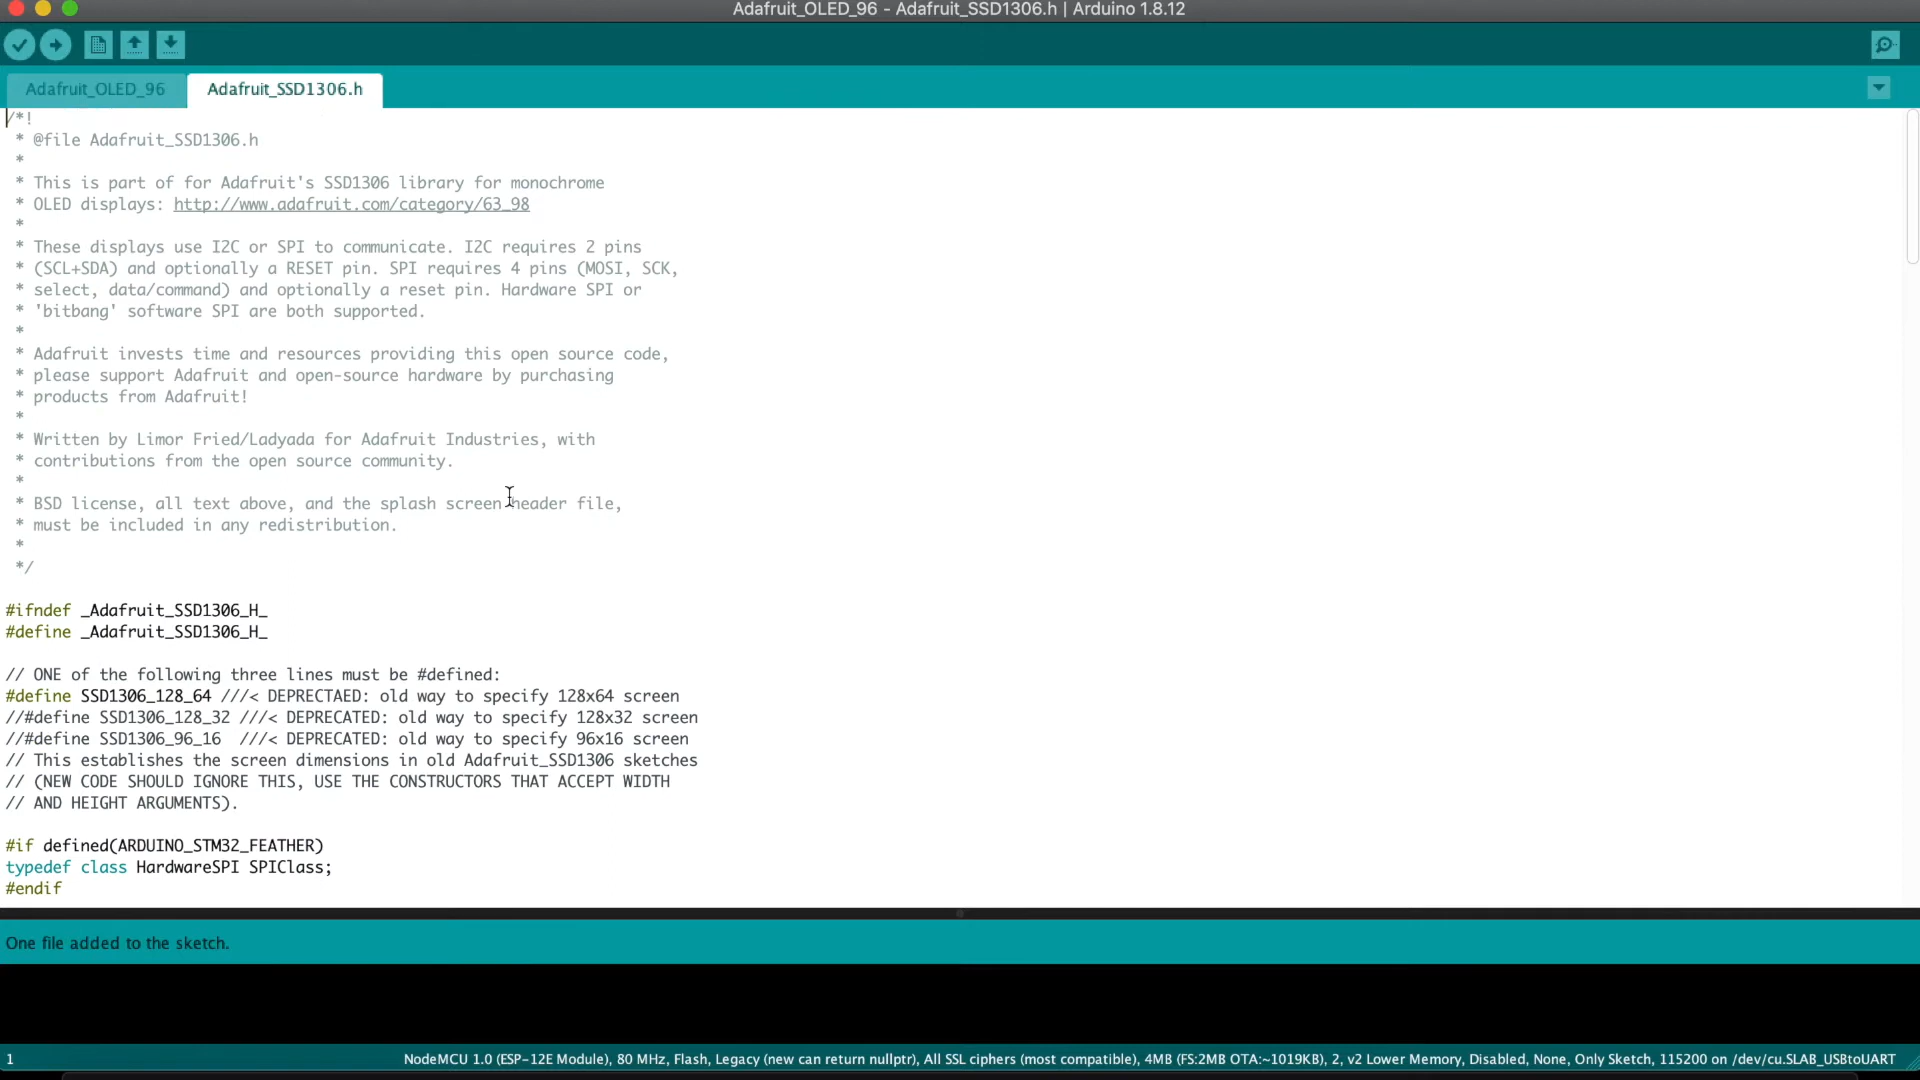 Adafruit_OLED_96 - Adafruit_SSD1306.h | Arduino 1.8.12
Adafruit_OLED_96 Adafruit_SSD1306.h
/*!
* @file Adafruit_SSD1306.h
*
* This is part of for Adafruit's SSD1306 library for monochrome
* OLED displays: http://www.adafruit.com/category/63_98
*
* These displays use I2C or SPI to communicate. I2C requires 2 pins
* (SCL+SDA) and optionally a RESET pin. SPI requires 4 pins (MOSI, SCK,
* select, data/command) and optionally a reset pin. Hardware SPI or
* 'bitbang' software SPI are both supported.
*
* Adafruit invests time and resources providing this open source code,
* please support Adafruit and open-source hardware by purchasing
* products from Adafruit!
*
* Written by Limor Fried/Ladyada for Adafruit Industries, with
* contributions from the open source community.
*
* BSD license, all text above, and the splash screen header file,
* must be included in any redistribution.
*
*/
#ifndef _Adafruit_SSD1306_H_
#define _Adafruit_SSD1306_H_
// ONE of the following three lines must be #defined:
#define SSD1306_128_64 ///< DEPRECTAED: old way to specify 128x64 screen
//#define SSD1306_128_32 ///< DEPRECATED: old way to specify 128x32 screen
//#define SSD1306_96_16  ///< DEPRECATED: old way to specify 96x16 screen
// This establishes the screen dimensions in old Adafruit_SSD1306 sketches
// (NEW CODE SHOULD IGNORE THIS, USE THE CONSTRUCTORS THAT ACCEPT WIDTH
// AND HEIGHT ARGUMENTS).
#if defined(ARDUINO_STM32_FEATHER)
typedef class HardwareSPI SPIClass;
#endif
One file added to the sketch.
1 NodeMCU 1.0 (ESP-12E Module), 80 MHz, Flash, Legacy (new can return nullptr), All SSL ciphers (most compatible), 4MB (FS:2MB OTA:~1019KB), 2, v2 Lower Memory, Disabled, None, Only Sketch, 115200 on /dev/cu.SLAB_USBtoUART